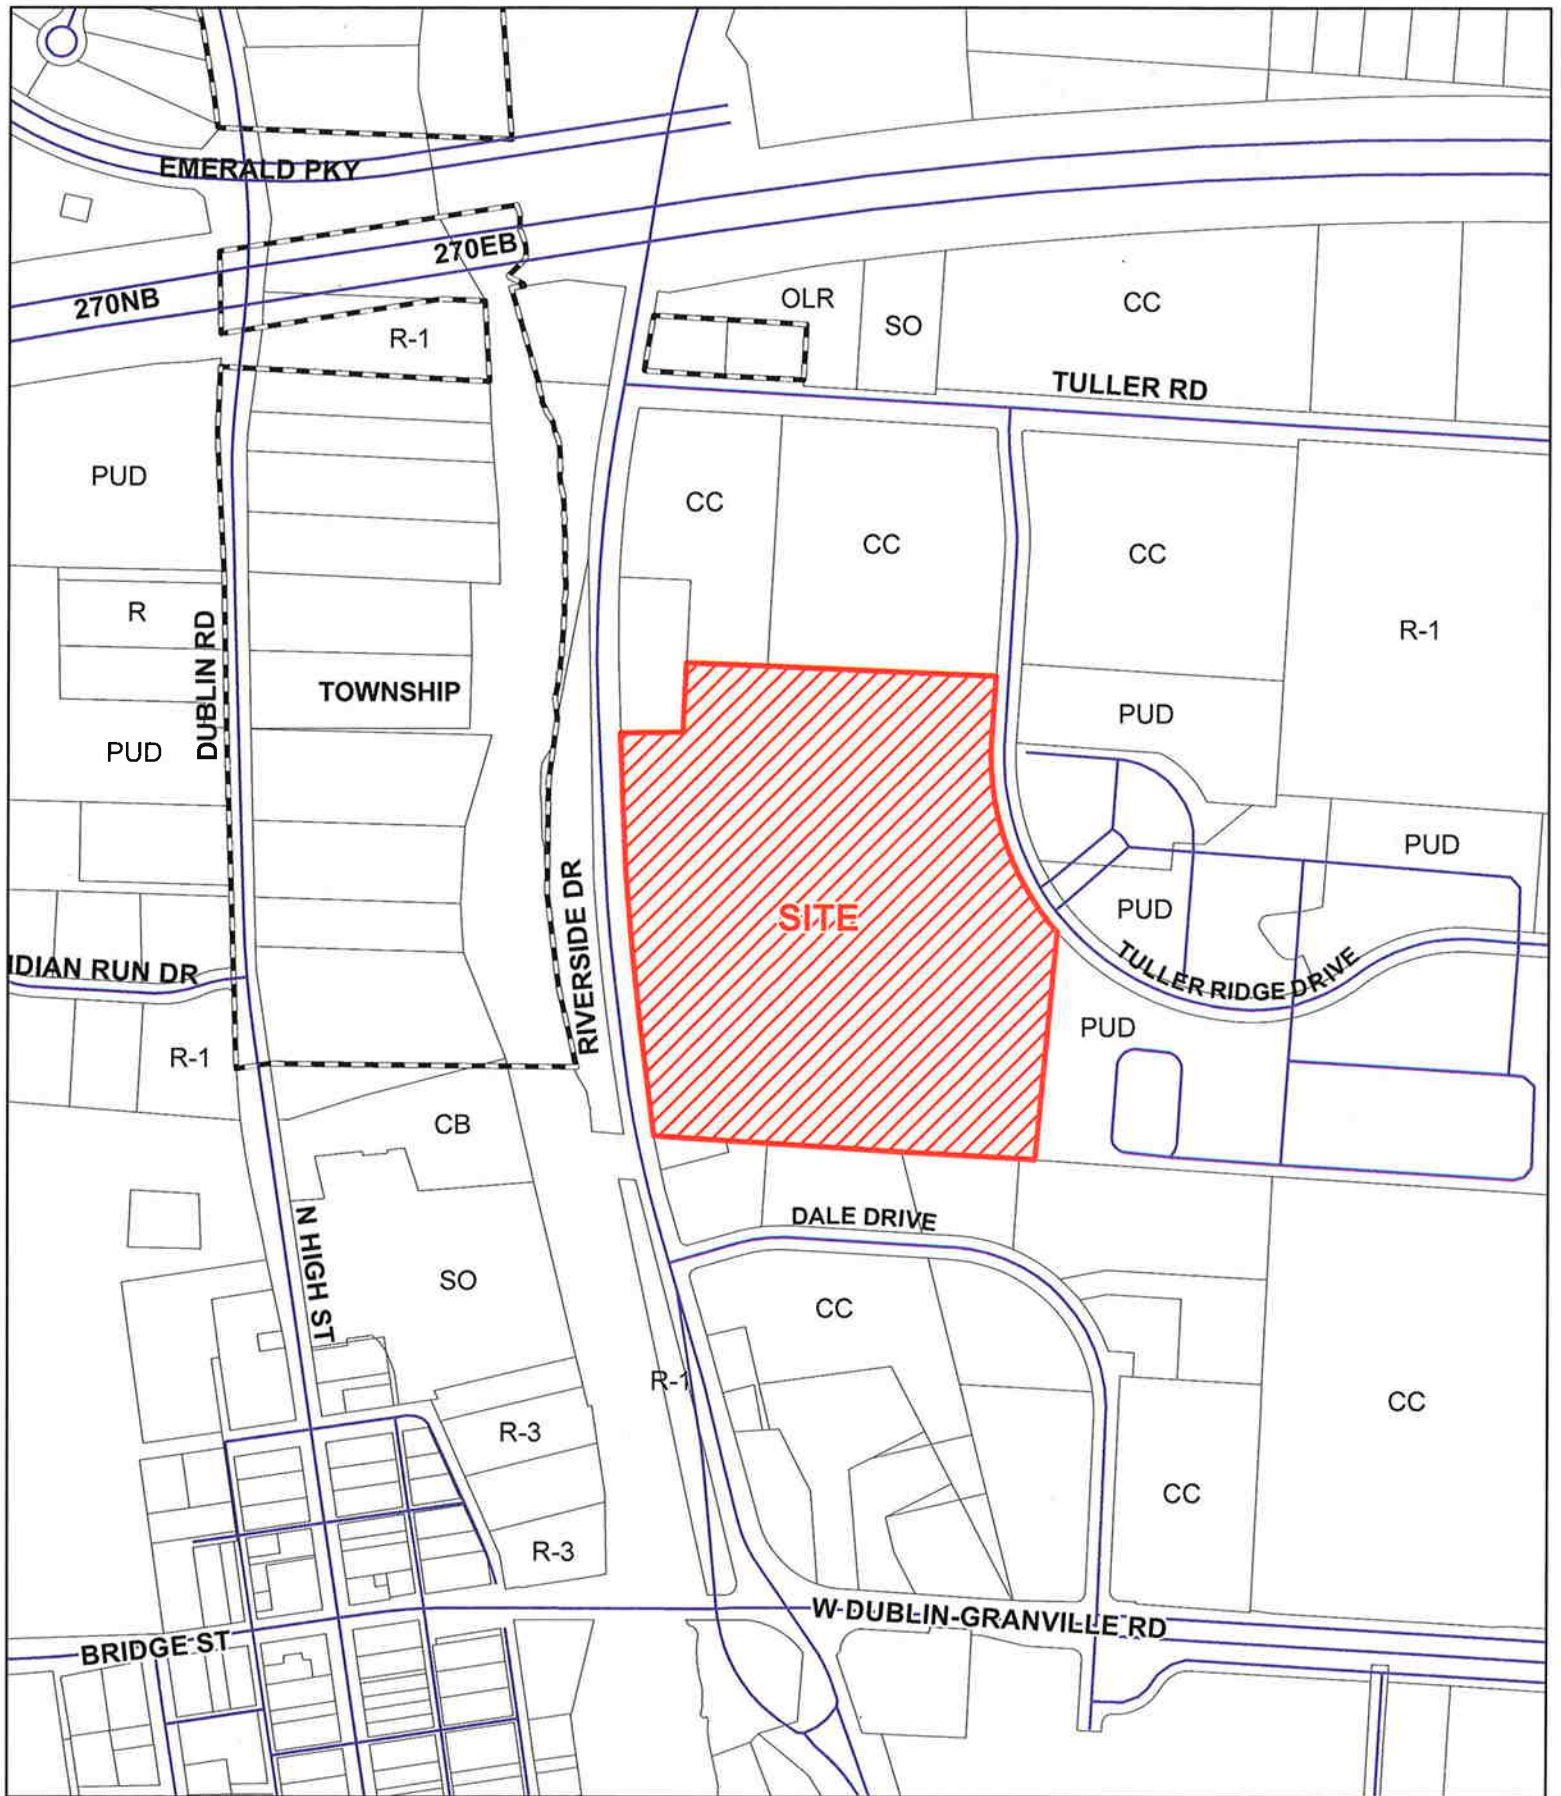 EMERALD PKY
270EB
270NB
OLR
CC
SO
R-1
TULLER RD
PUD
CC
CC
CC
R
R-1
DUBLIN RD
TOWNSHIP
PUD
PUD
PUD
RIVERSIDE DR
SITE
PUD
IDIAN RUN DR
TULLER RIDGE DRIVE
PUD
R-1
CB
N HIGH ST
DALE DRIVE
SO
CC
R-1
CC
R-3
CC
R-3
W DUBLIN-GRANVILLE RD
BRIDGE ST